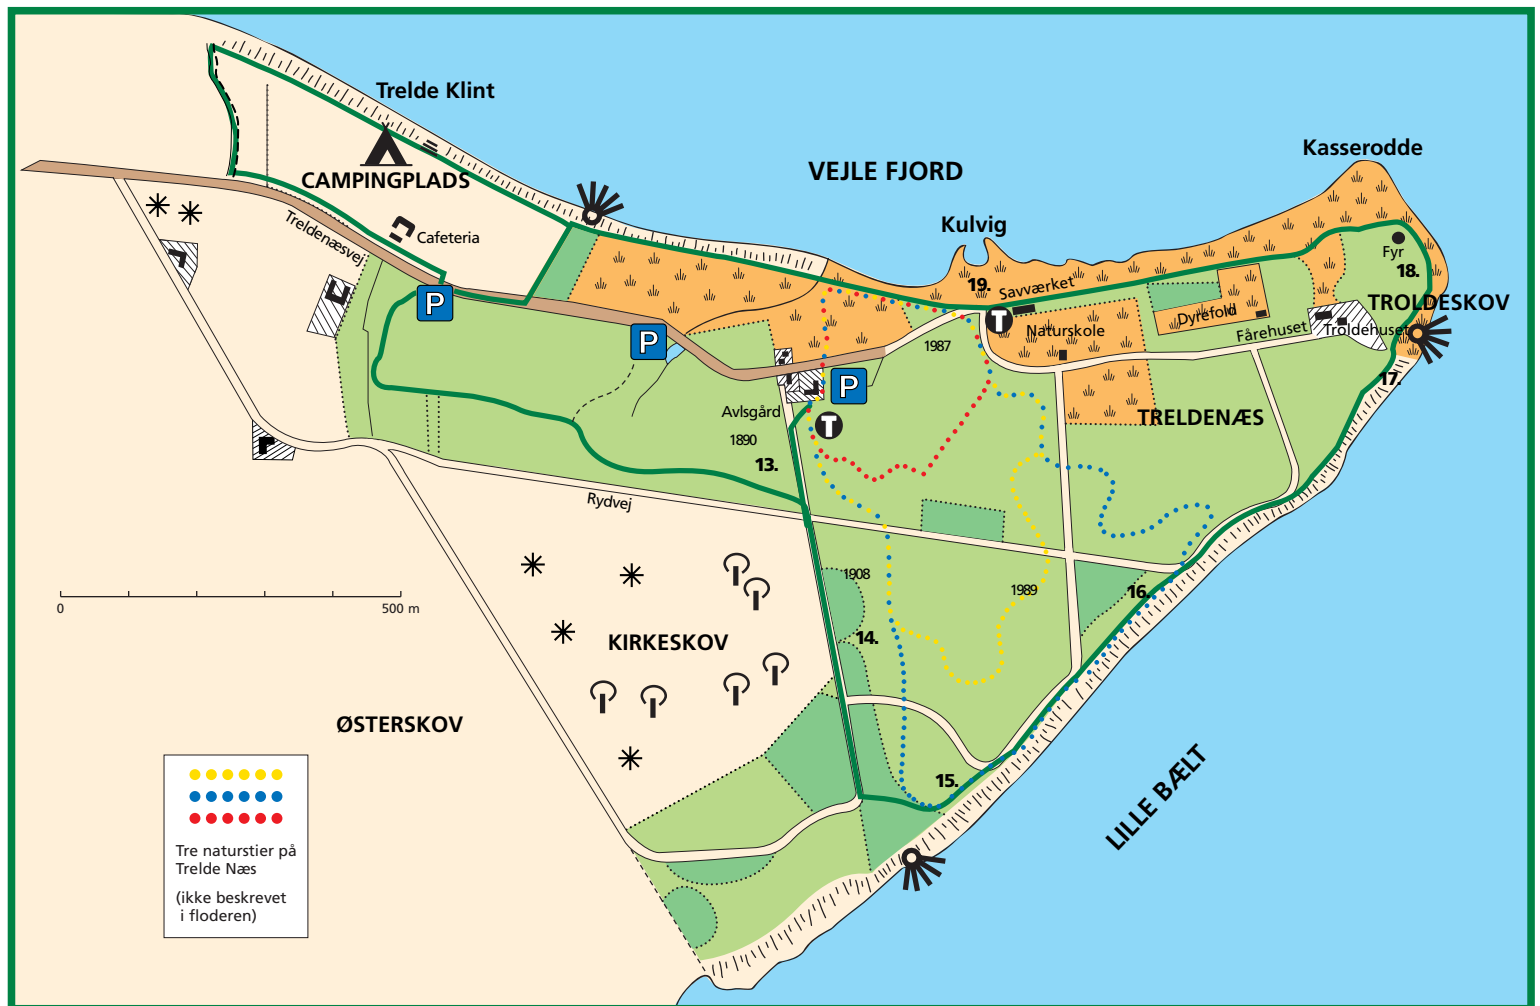 Trelde Klint
Kasserodde
VEJLE FJORD
CAMPINGPLADS
Kulvig
Treldenæsvej
Cafeteria
Fyr
18.
19.
Savværket
TROLDESKOV
P
T
Dyrefold
Fårehuset
Troldehuset
Naturskole
P
1987
17.
P
Avlsgård
T
TRELDENÆS
1890
13.
Rydvej
1908
1989
16.
0
500 m
14.
KIRKESKOV
ØSTERSKOV
15.
LILLE BÆLT
Tre naturstier på
Trelde Næs
(ikke beskrevet
i floderen)